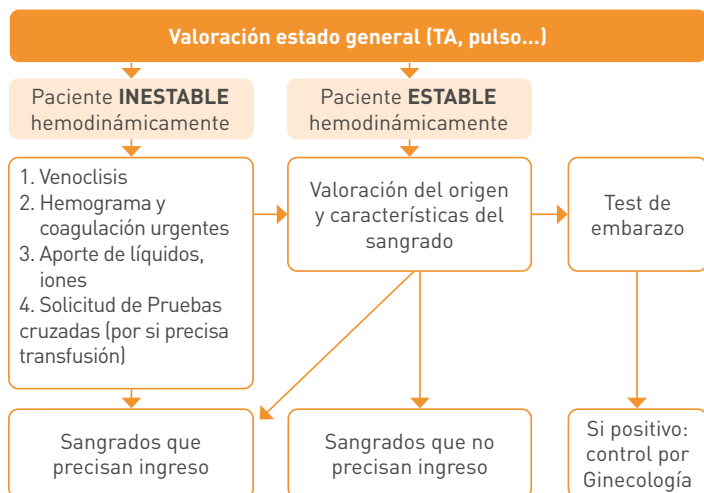 Valoración estado general (TA, pulso...)
Paciente INESTABLE
hemodinámicamente
Paciente ESTABLE
hemodinámicamente
1. Venoclisis
2. Hemograma y
coagulación urgentes
3. Aporte de líquidos,
iones
4. Solicitud de Pruebas
cruzadas (por si precisa
transfusión)
Valoración del origen
y características del
sangrado
Test de
embarazo
Sangrados que
precisan ingreso
Sangrados que no
precisan ingreso
Si positivo:
control por
Ginecología